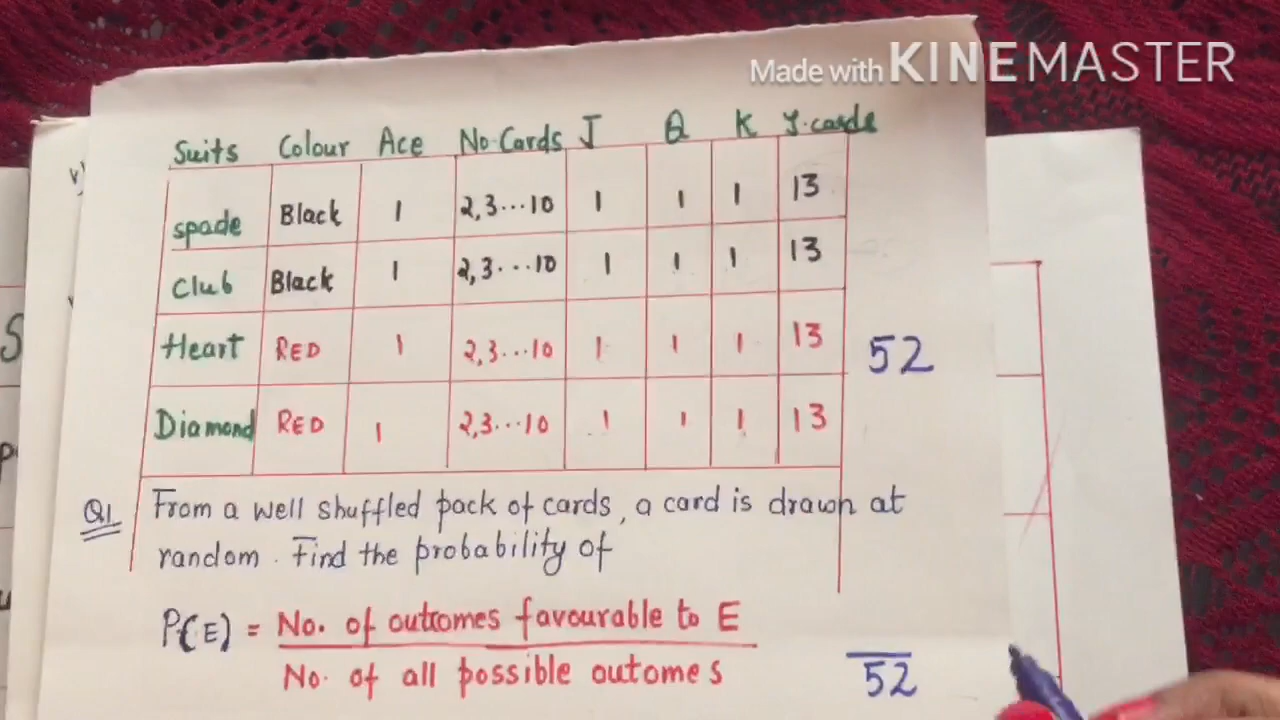 Made with KINEMASTER
Suits Colour Ace No.Cards J Q K T.cards
spade Black 1 2,3...10 1 1 1 13
Club Black 1 2,3...10 1 1 1 13
Heart RED 1 2,3...10 1 1 1 13
52
Diamond RED 1 2,3...10 1 1 1 13
Q1 From a well shuffled pack of cards, a card is drawn at
random. Find the probability of
P(E) = No. of outcomes favourable to E
No. of all possible outcomes
52